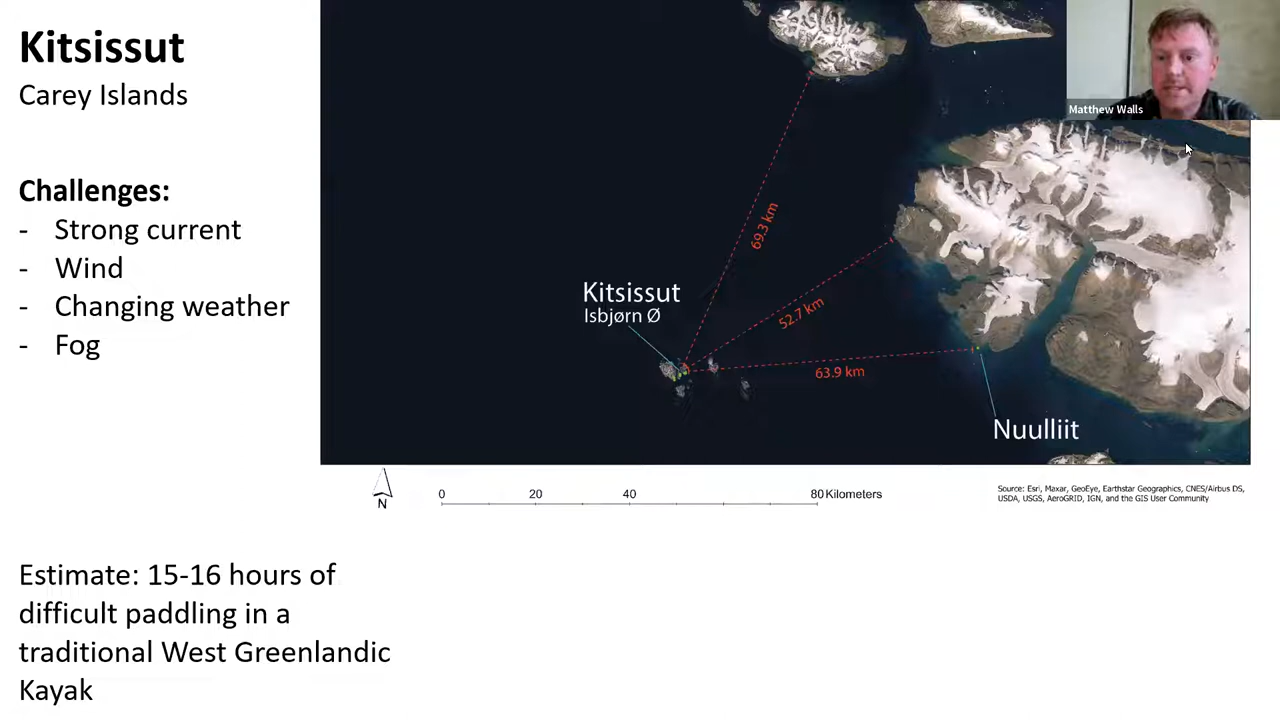 Kitsissut
Carey Islands
Challenges:
- Strong current
- Wind
- Changing weather
- Fog
Matthew Walls
69.3 km
52.7 km
63.9 km
Kitsissut
Isbjørn Ø
Nuulliit
N
0 20 40 80 Kilometers
Source: Esri, Maxar, GeoEye, Earthstar Geographics, CNES/Airbus DS,
USDA, USGS, AeroGRID, IGN, and the GIS User Community
Estimate: 15-16 hours of
difficult paddling in a
traditional West Greenlandic
Kayak